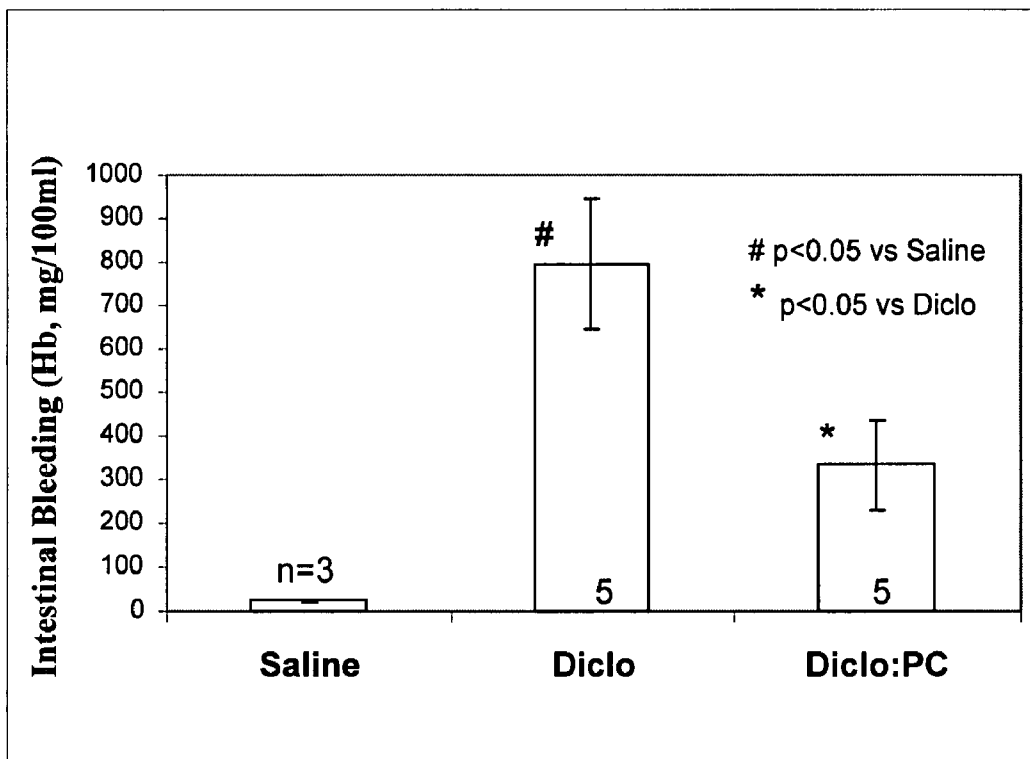 Intestinal Bleeding (Hb, mg/100ml)
1000
900
800
700
600
500
400
300
200
100
0
# p<0.05 vs Saline
* p<0.05 vs Diclo
#
*
n=3
5
5
Saline
Diclo
Diclo:PC